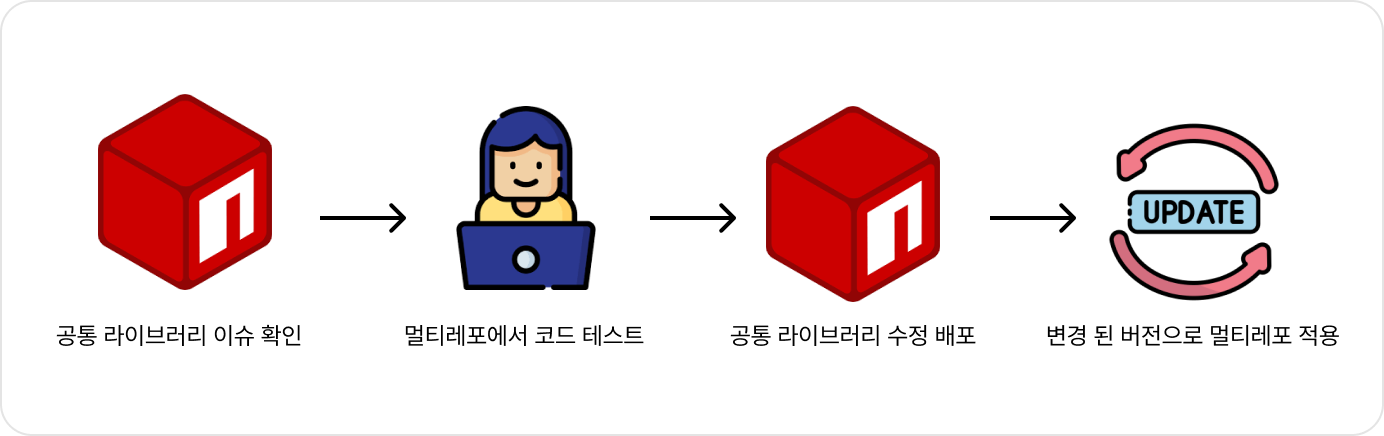 UPDATE
공통 라이브러리 이슈 확인
멀티레포에서 코드 테스트
공통 라이브러리 수정 배포
변경 된 버전으로 멀티레포 적용